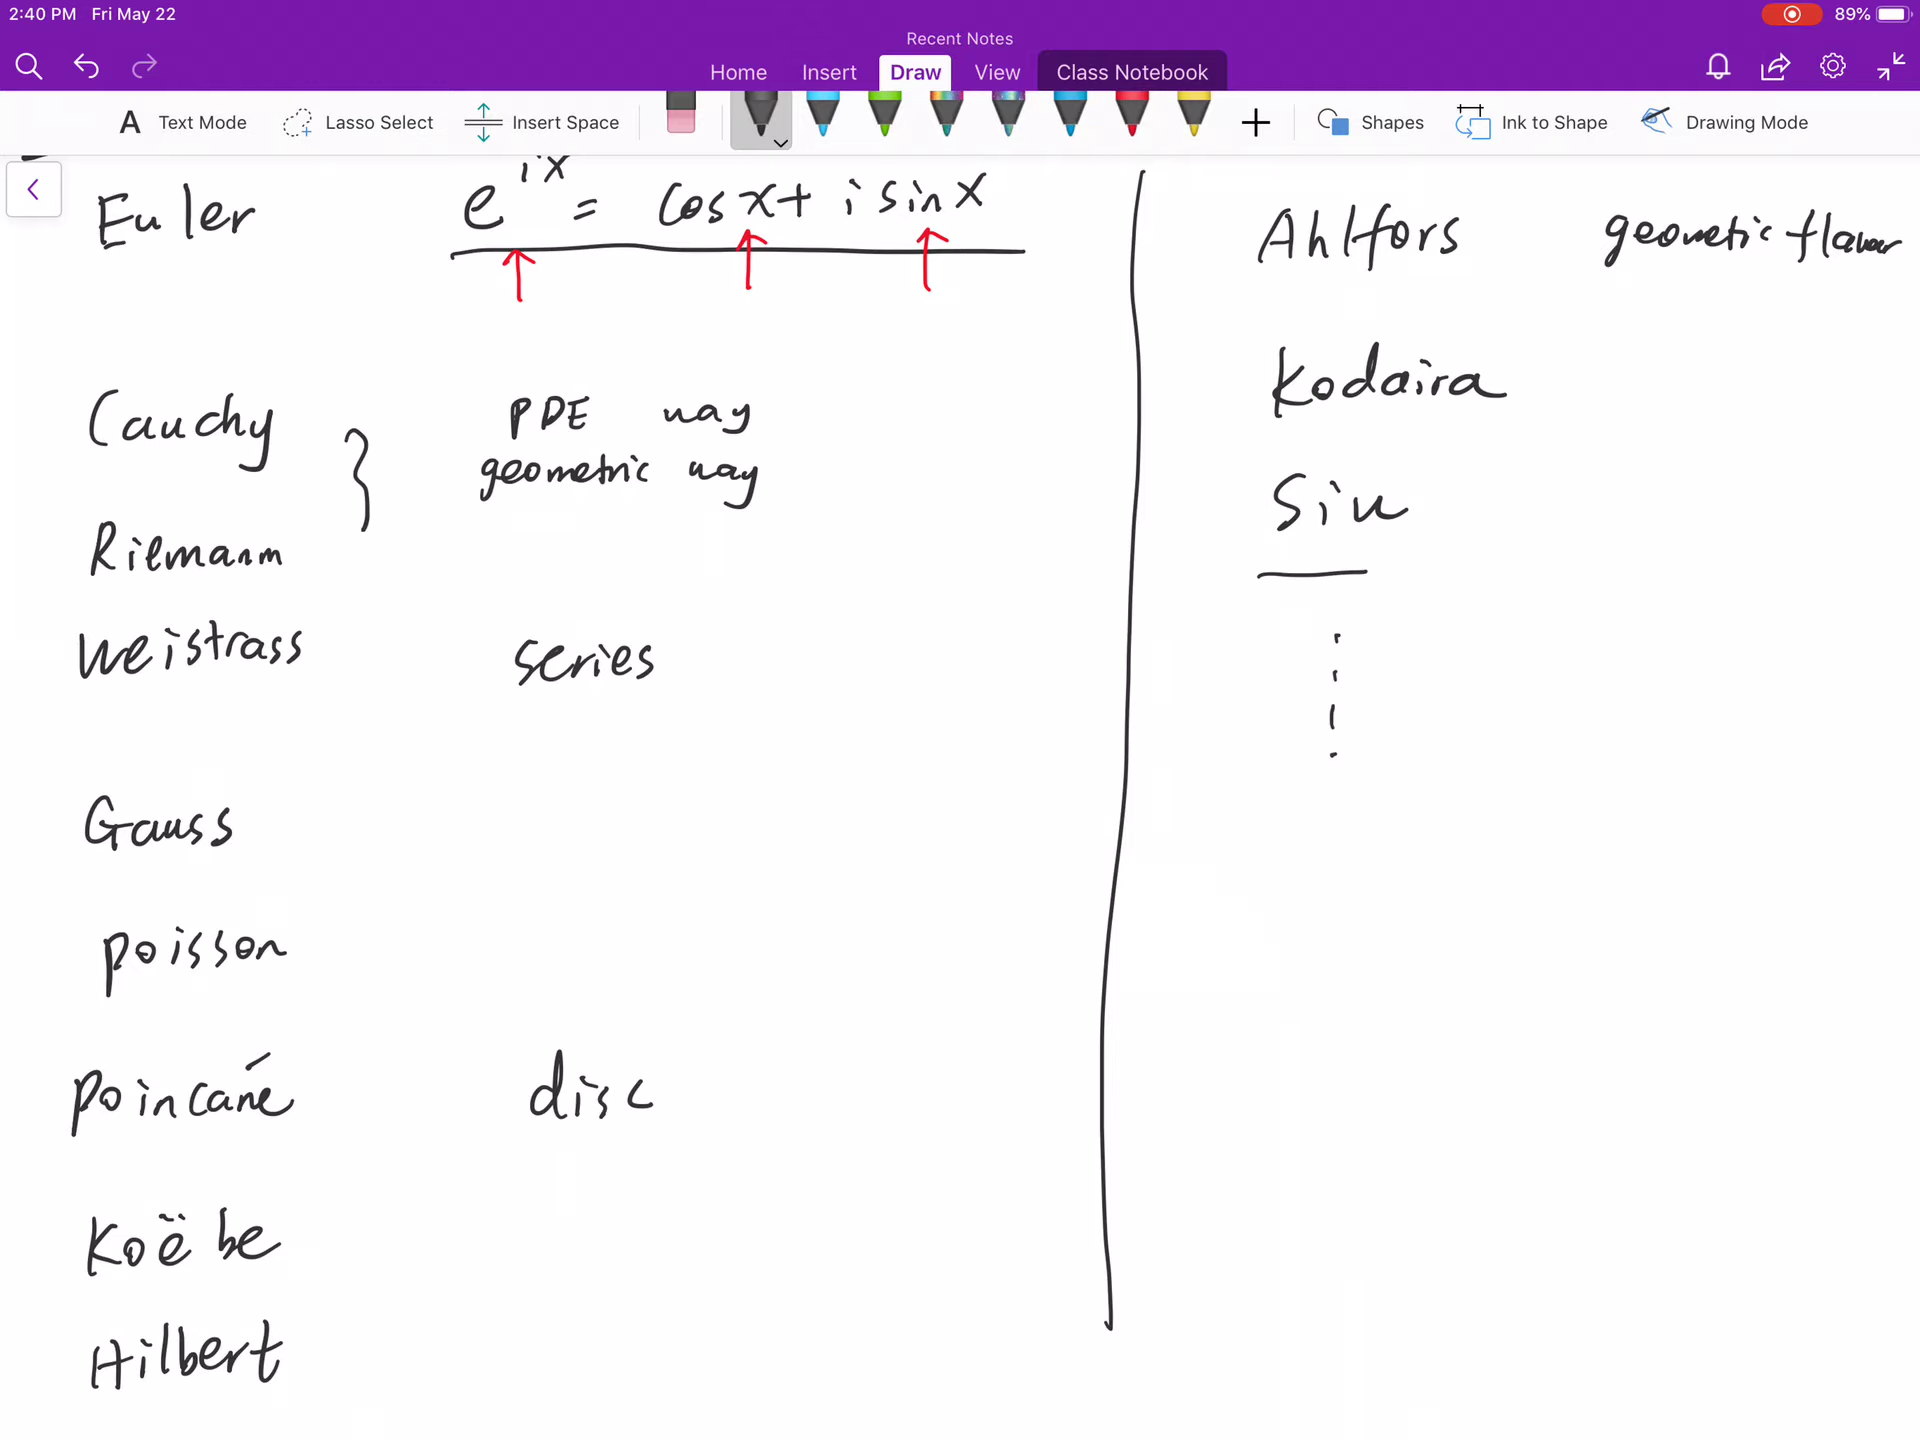 2:40 PM Fri May 22
89%
Recent Notes
Home Insert Draw View Class Notebook
Text Mode Lasso Select Insert Space Shapes Ink to Shape Drawing Mode
Euler e^{ix} = cos x + i sin x
Cauchy PDE way
geometric way
Riemann
Weistrass series
Gauss
Poisson
Poincaré disc
Koëbe
Hilbert
Ahlfors geometic flavor
Kodaira
Siu